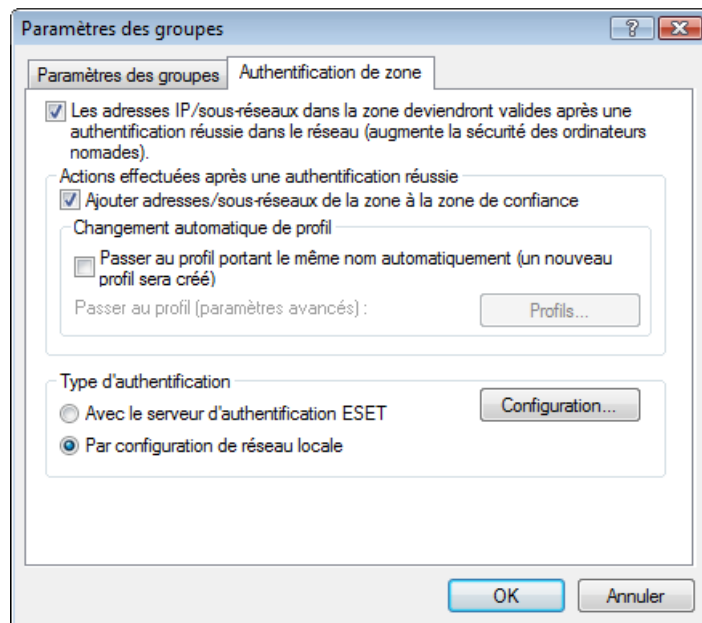 Paramètres des groupes
Paramètres des groupes
Authentification de zone
Les adresses IP/sous-réseaux dans la zone deviendront valides après une
authentification réussie dans le réseau (augmente la sécurité des ordinateurs
nomades).
Actions effectuées après une authentification réussie
Ajouter adresses/sous-réseaux de la zone à la zone de confiance
Changement automatique de profil
Passer au profil portant le même nom automatiquement (un nouveau
profil sera créé)
Passer au profil (paramètres avancés) :
Profils...
Type d'authentification
Avec le serveur d'authentification ESET
Configuration...
Par configuration de réseau locale
OK
Annuler